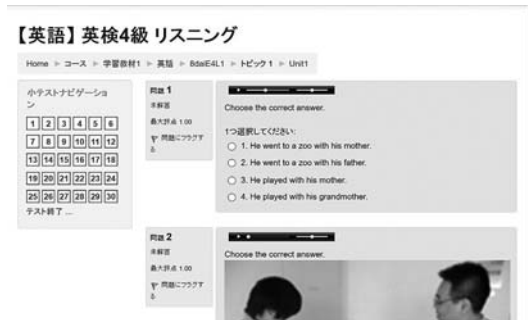 【英語】英検4級 リスニング
Home ▶ コース ▶ 学習教材1 ▶ 英語 ▶ 8daiE4L1 ▶ トピック 1 ▶ Unit1
小テストナビゲーショ
ン
1 2 3 4 5 6
7 8 9 10 11 12
13 14 15 16 17 18
19 20 21 22 23 24
25 26 27 28 29 30
テスト終了 ...
問題 1
未解答
最大評点 1.00
問題にフラグす
る
Choose the correct answer.
1つ選択してください:
1. He went to a zoo with his mother.
2. He went to a zoo with his father.
3. He played with his mother.
4. He played with his grandmother.
問題 2
未解答
最大評点 1.00
問題にフラグす
る
Choose the correct answer.